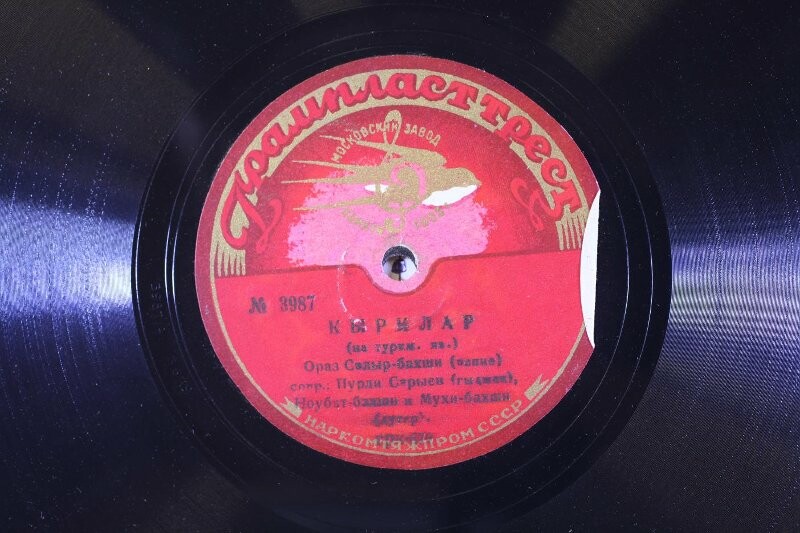 Грампласттрест
МОСКОВСКИЙ ЗАВОД
№ 3987
КЫРКЛАР
(на туркм. яз.)
Ораз Салыр-бахши (пение)
сопр.: Пурли Сарыев (гыджак),
Ноубат-бахши и Мухи-бахши
(дутар).
НАРКОМТЯЖПРОМ СССР